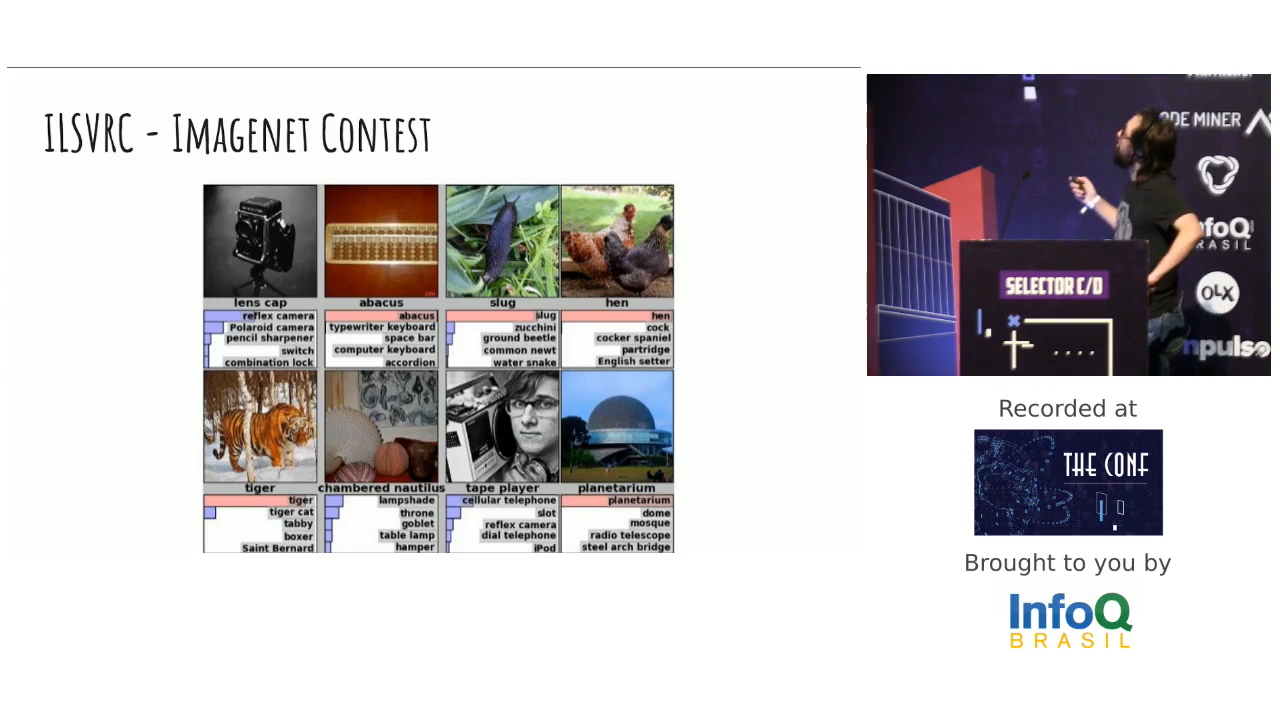 ILSVRC - IMAGENET CONTEST
lens cap
reflex camera
Polaroid camera
pencil sharpener
switch
combination lock
abacus
abacus
typewriter keyboard
space bar
computer keyboard
accordion
slug
slug
zucchini
ground beetle
common newt
water snake
hen
hen
cock
cocker spaniel
partridge
English setter
tiger
tiger
tiger cat
tabby
boxer
Saint Bernard
chambered nautilus
lampshade
throne
goblet
table lamp
hamper
tape player
cellular telephone
slot
reflex camera
dial telephone
iPod
planetarium
planetarium
dome
mosque
radio telescope
steel arch bridge
ODE MINER
nfoQ
RASIL
OLX
npulso
SELECTOR C/D
Recorded at
THE CONF
Brought to you by
InfoQ
BRASIL